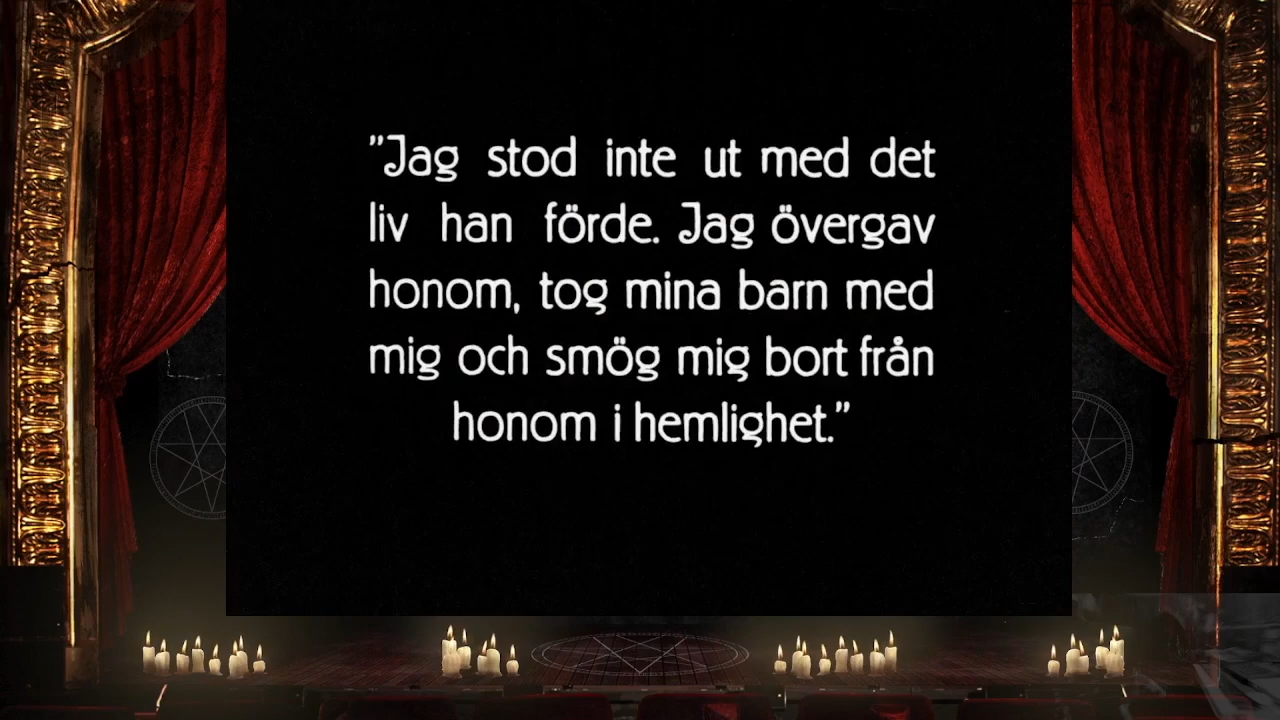 ”Jag stod inte ut med det
liv han förde. Jag övergav
honom, tog mina barn med
mig och smög mig bort från
honom i hemlighet.”